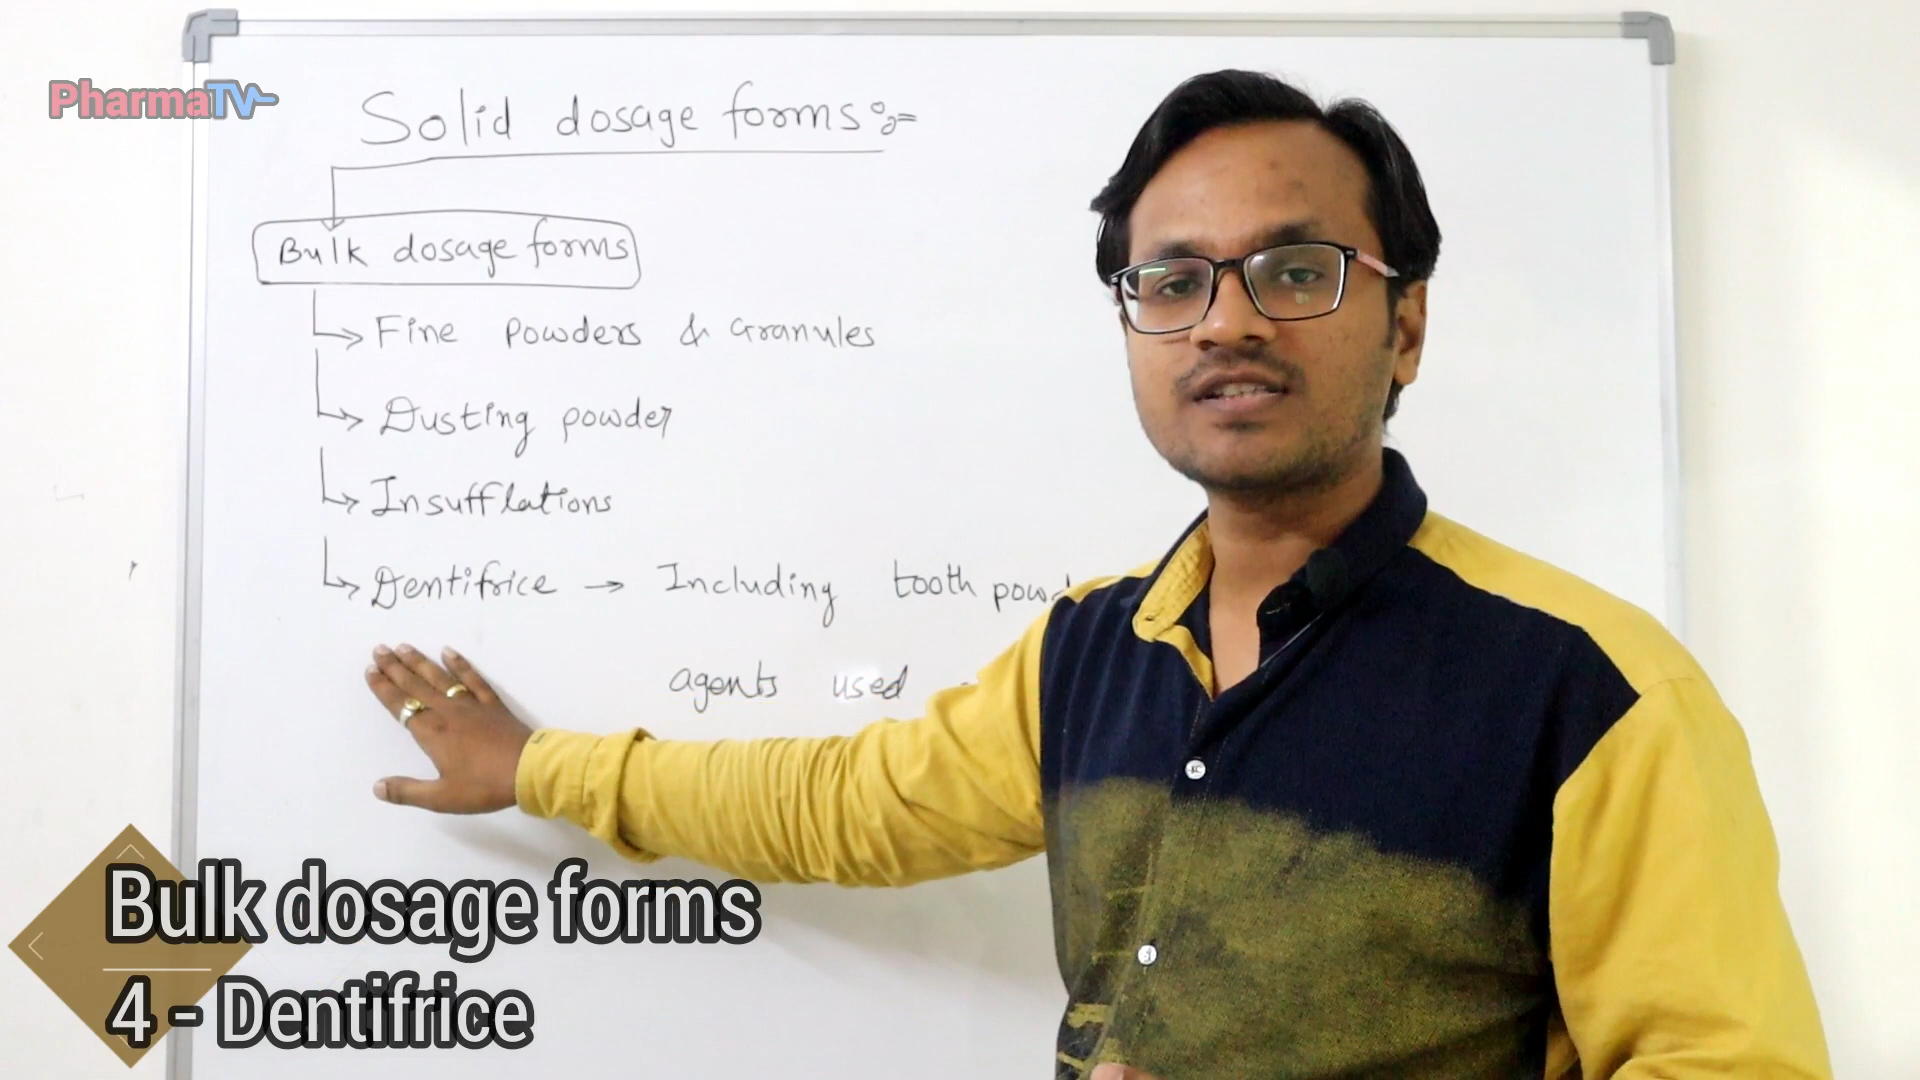 PharmaTV
Solid dosage forms:=
Bulk dosage forms
Fine powders & Granules
Dusting powder
Insufflations
Dentifrice → Including tooth
agents used
Bulk dosage forms
4 - Dentifrice